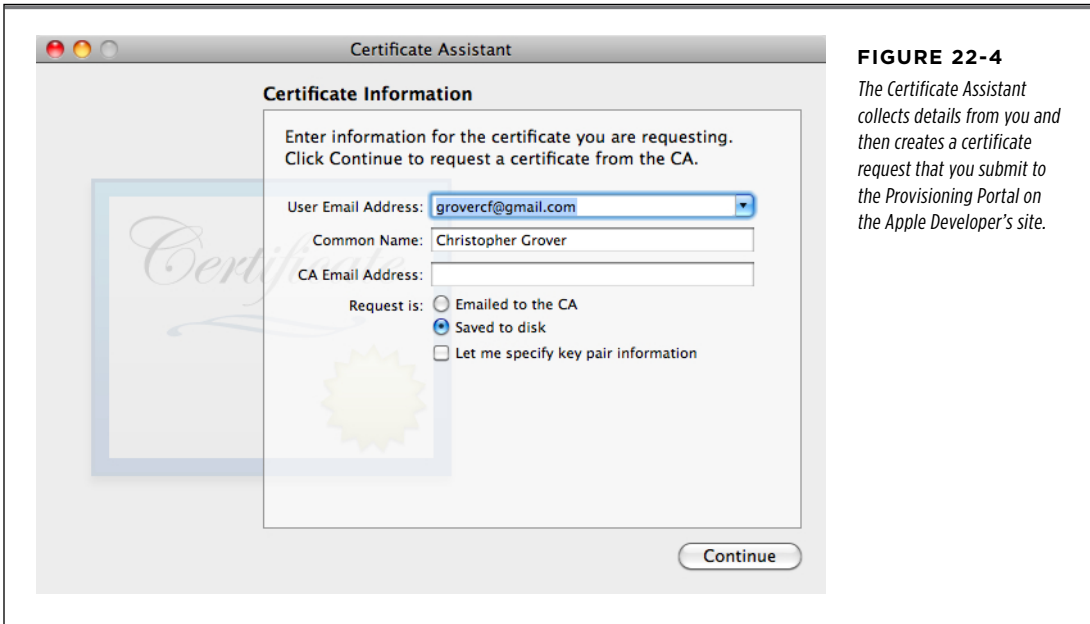 Certificate Assistant
Certificate Information
Enter information for the certificate you are requesting.
Click Continue to request a certificate from the CA.
User Email Address: grovercf@gmail.com
Common Name: Christopher Grover
CA Email Address:
Request is: Emailed to the CA
Saved to disk
Let me specify key pair information
Certificate
Continue
FIGURE 22-4
The Certificate Assistant
collects details from you and
then creates a certificate
request that you submit to
the Provisioning Portal on
the Apple Developer's site.